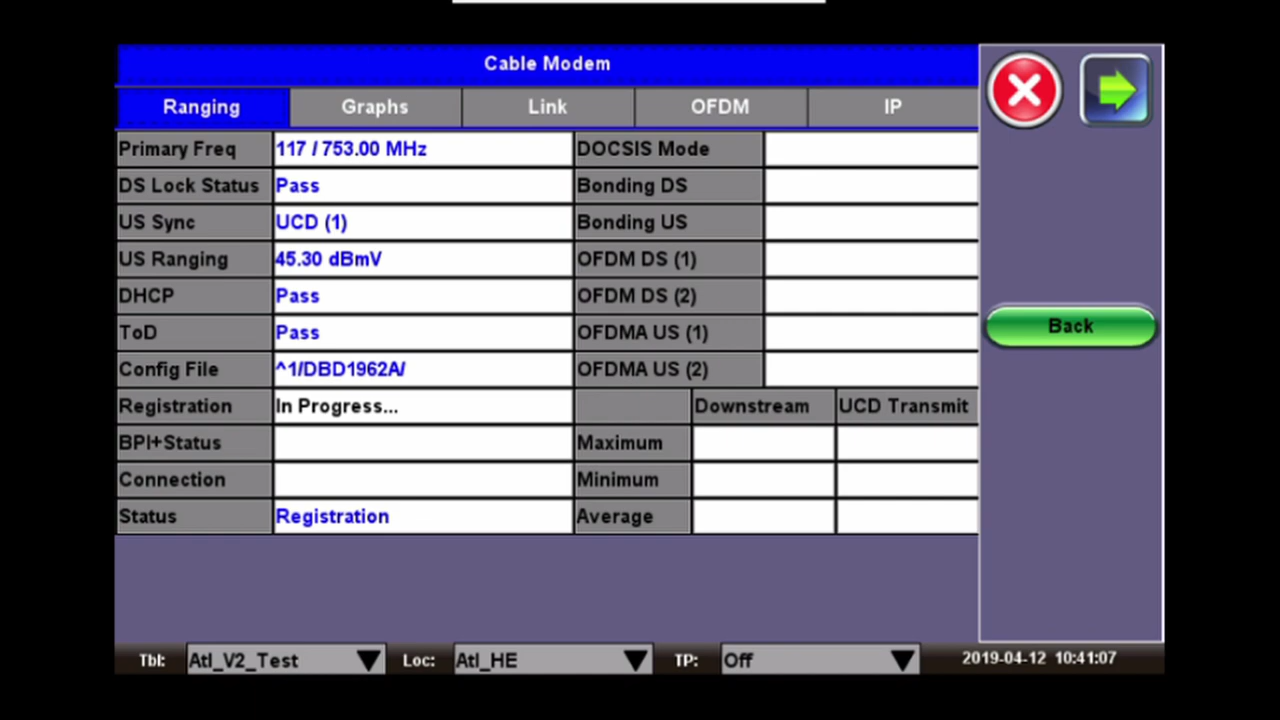 Cable Modem
Ranging Graphs Link OFDM IP
Primary Freq 117 / 753.00 MHz DOCSIS Mode
DS Lock Status Pass Bonding DS
US Sync UCD (1) Bonding US
US Ranging 45.30 dBmV OFDM DS (1)
DHCP Pass OFDM DS (2)
ToD Pass OFDMA US (1)
Config File ^1/DBD1962A/ OFDMA US (2)
Registration In Progress... Downstream UCD Transmit
BPI+Status Maximum
Connection Minimum
Status Registration Average
Back
Tbl: Atl_V2_Test Loc: Atl_HE TP: Off 2019-04-12 10:41:07